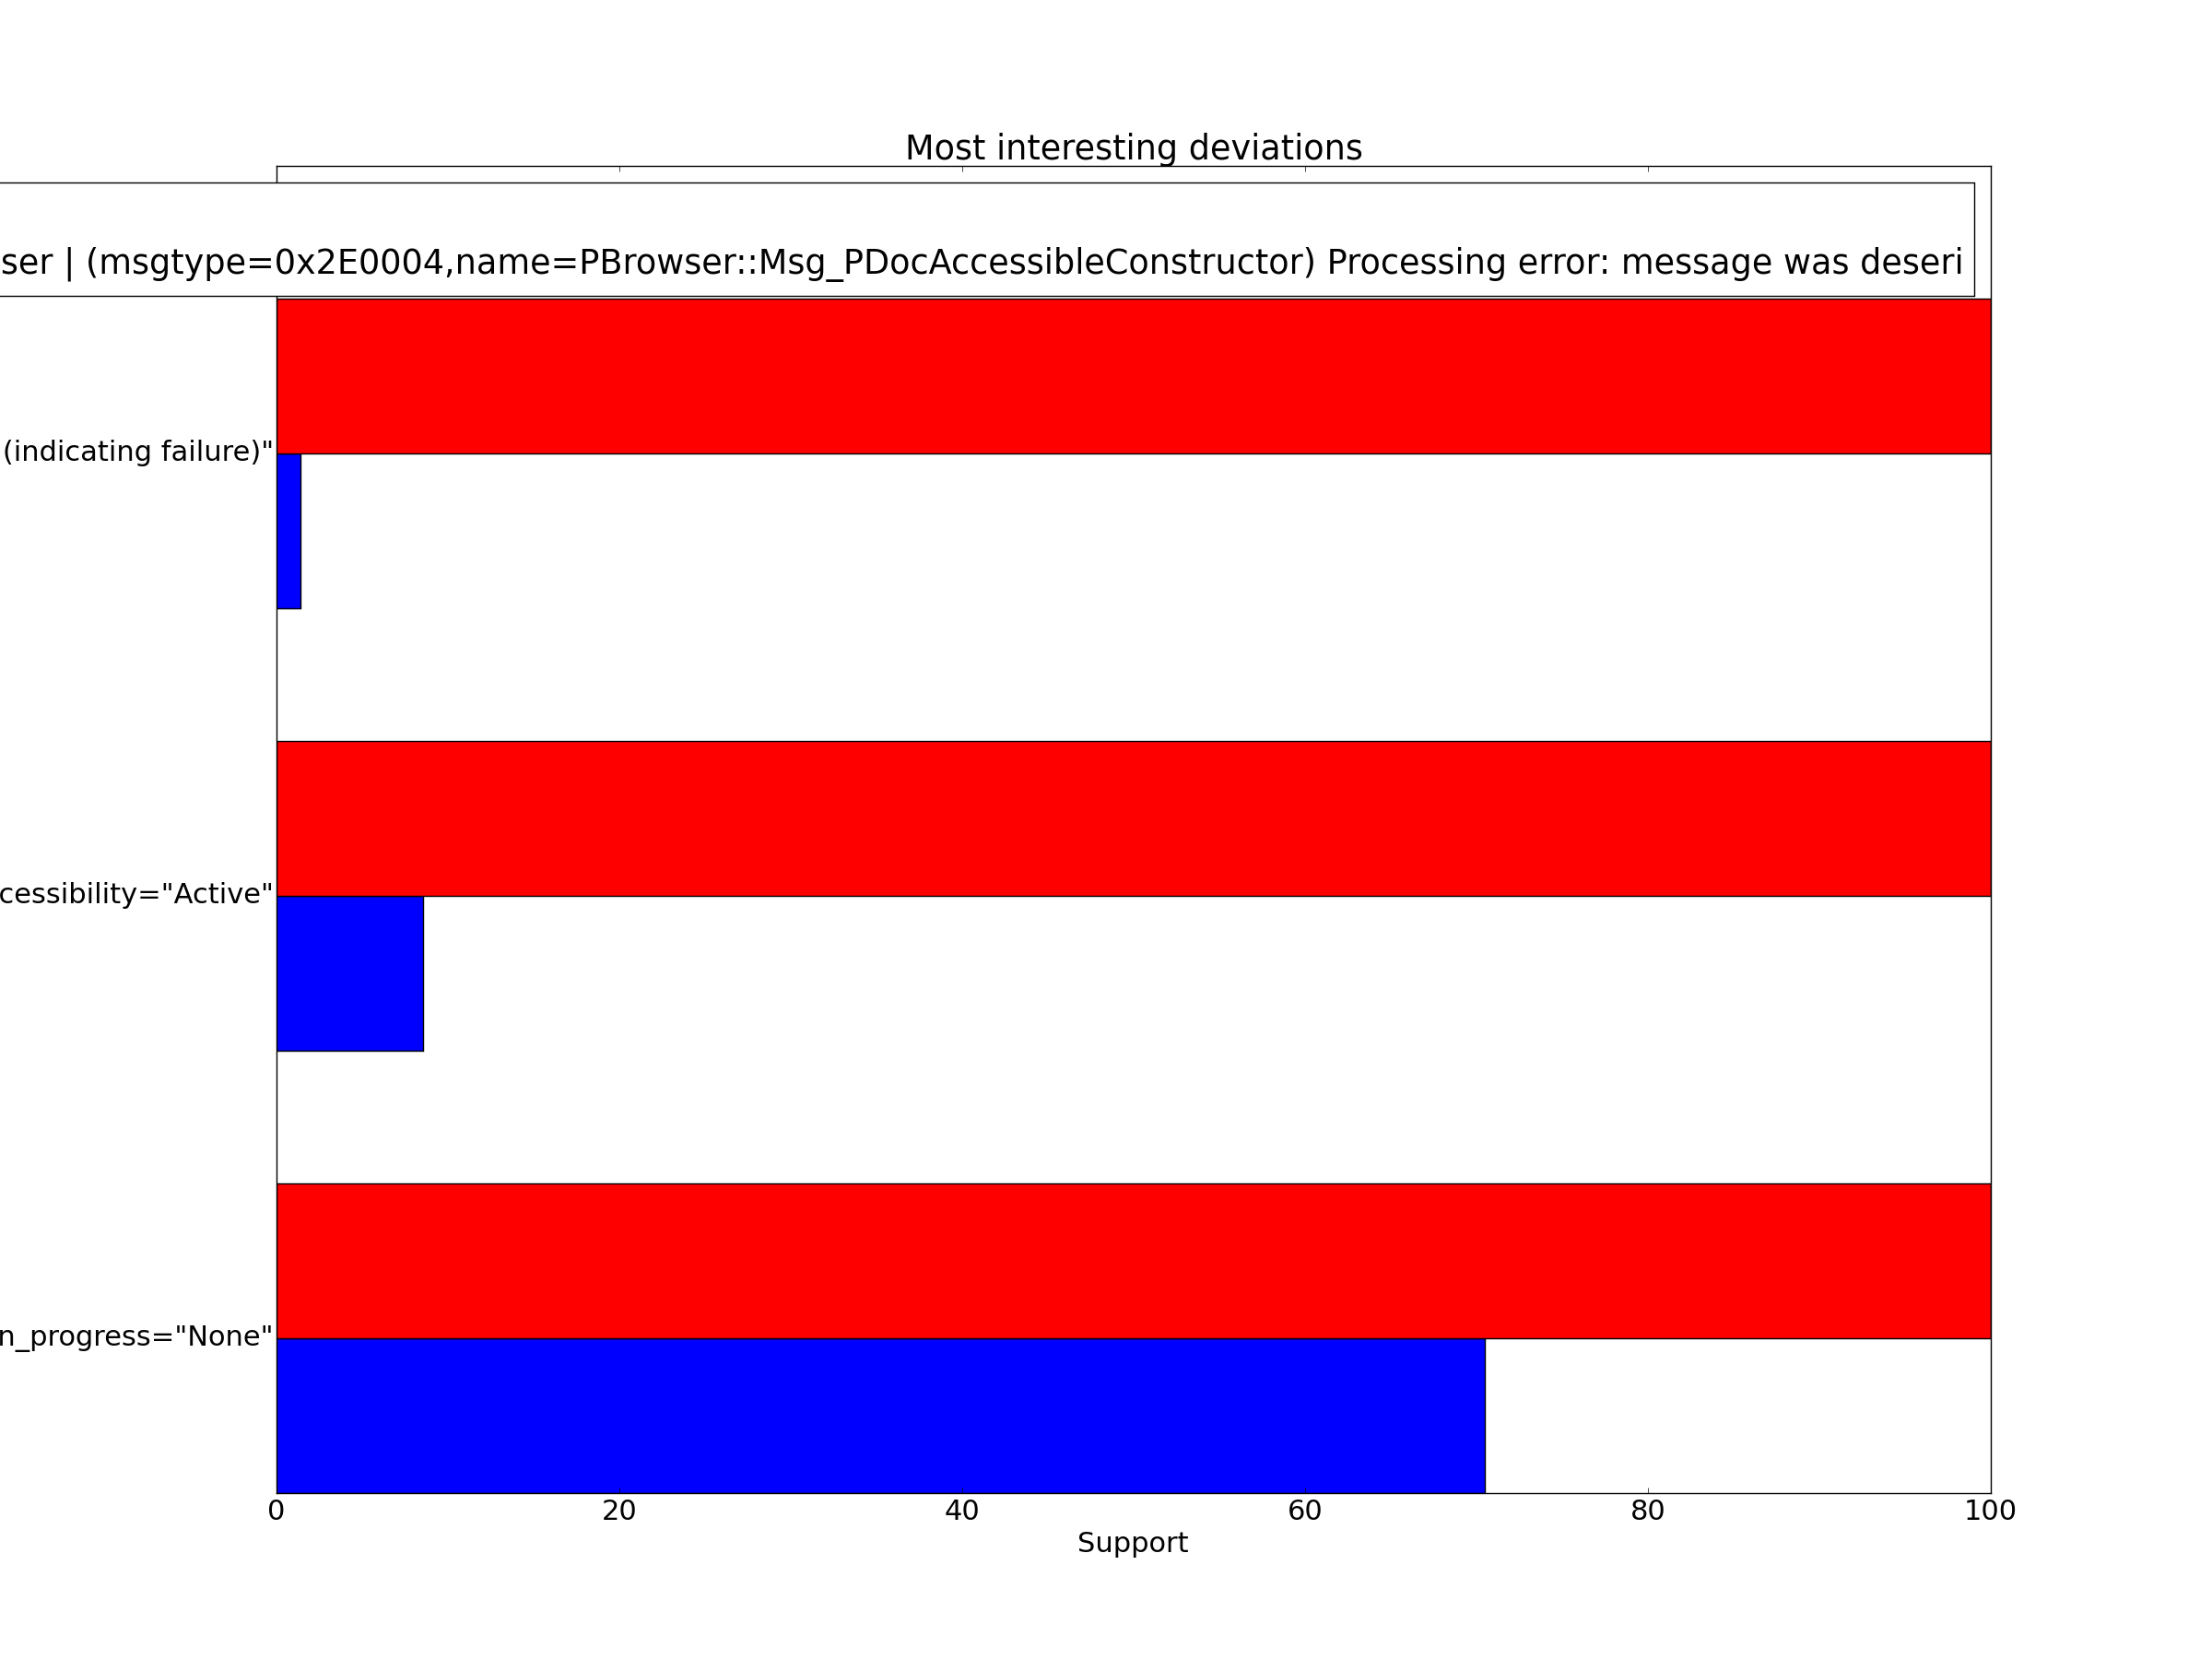 Most interesting deviations
ser | (msgtype=0x2E0004,name=PBrowser::Msg_PDocAccessibleConstructor) Processing error: message was deseri
(indicating failure)"
cessibility="Active"
n_progress="None"
0 20 40 60 80 100
Support